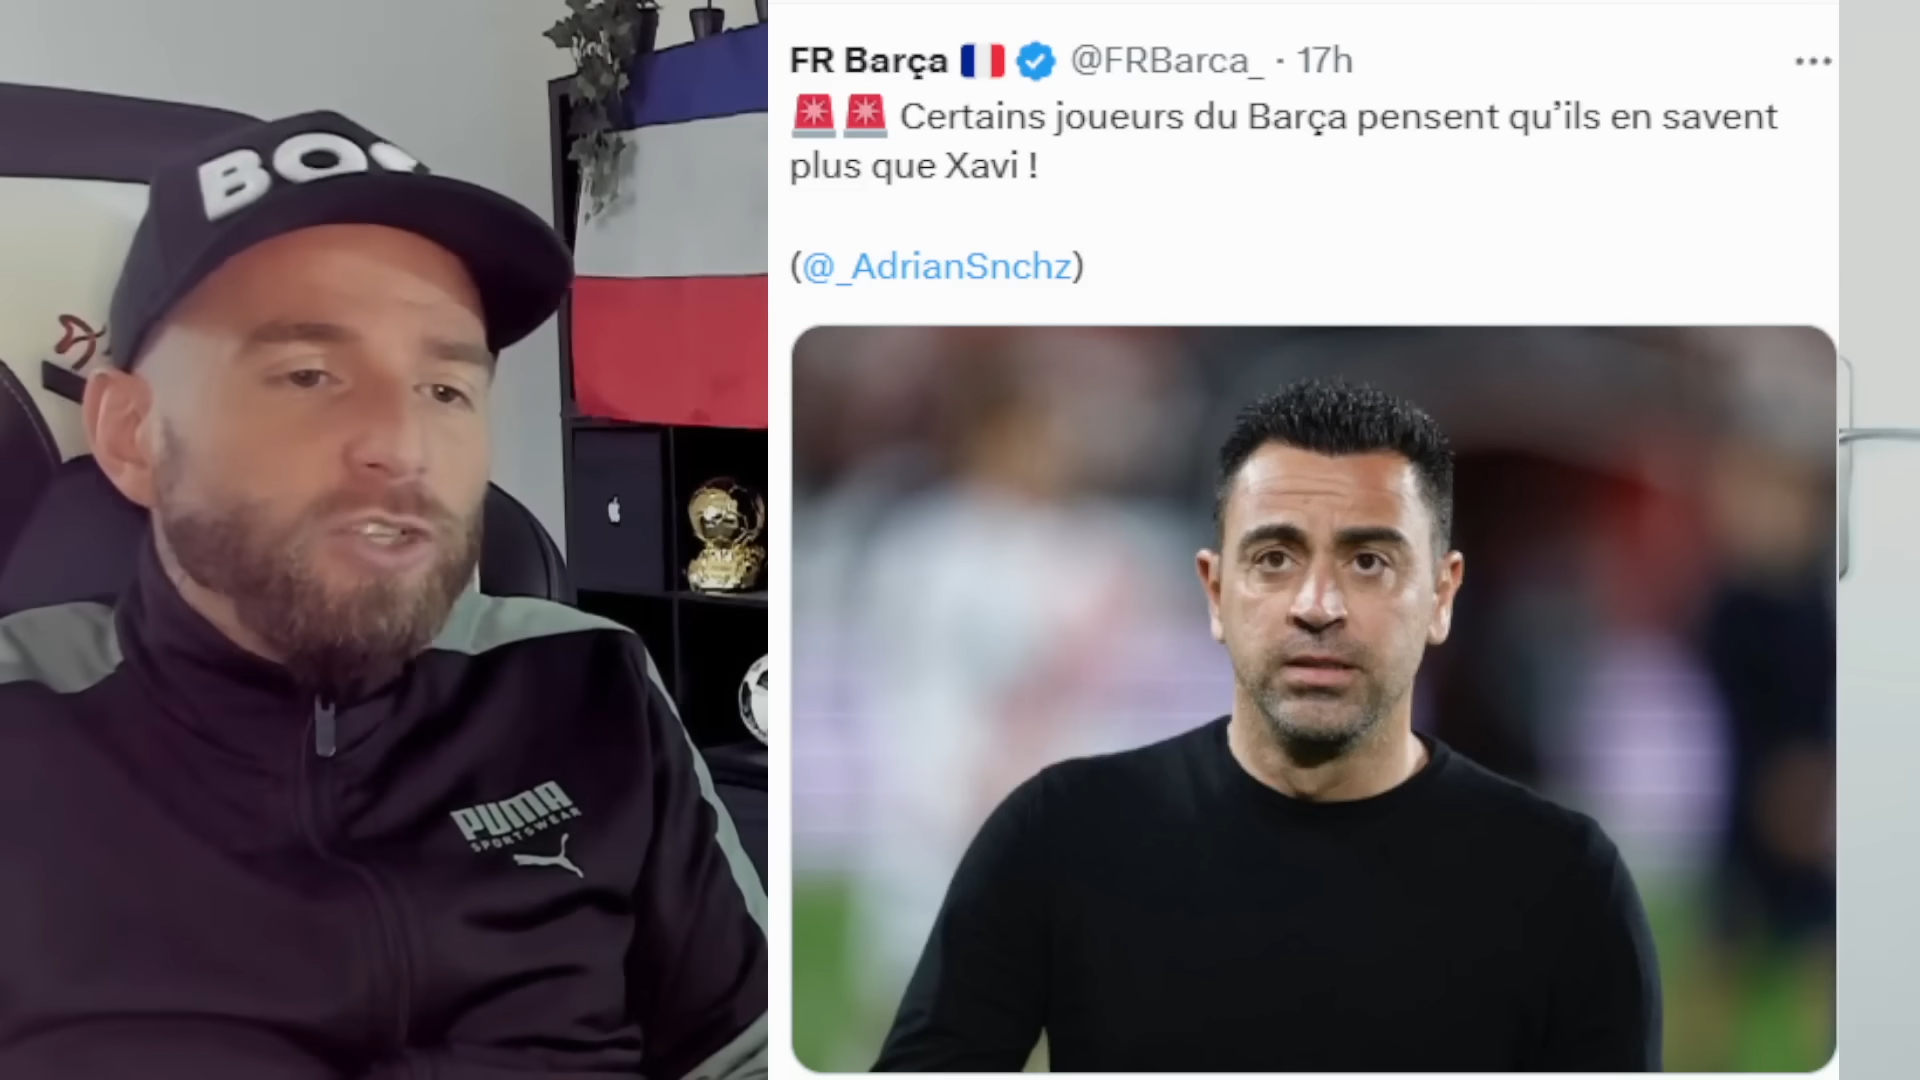 FR Barça @FRBarca_ · 17h
Certains joueurs du Barça pensent qu’ils en savent
plus que Xavi !
(@_AdrianSnchz)
PUMA
SPORTSWEAR